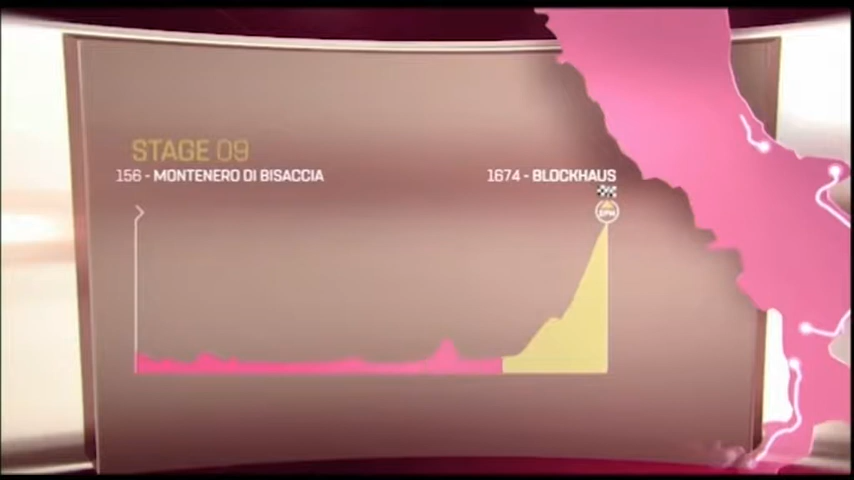 STAGE 09
156 - MONTENERO DI BISACCIA
1674 - BLOCKHAUS